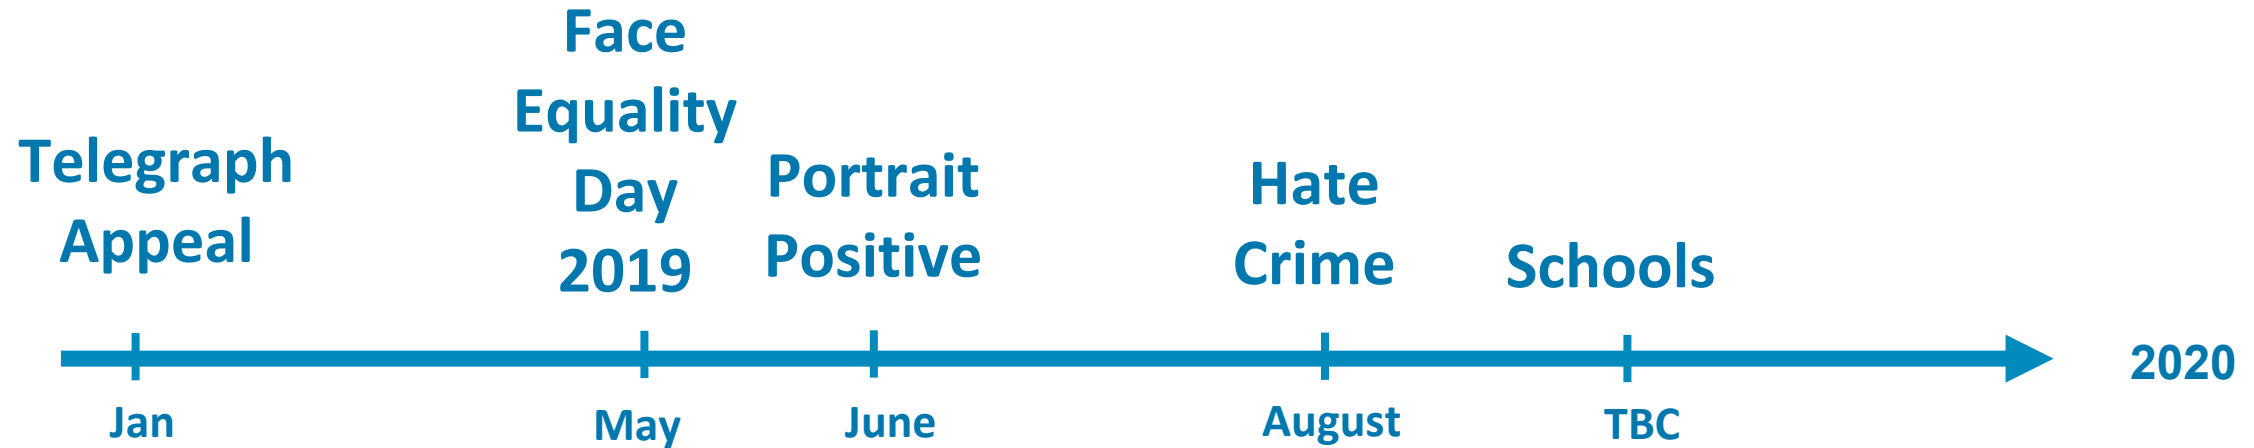 Telegraph
Appeal
Face
Equality
Day
2019
Portrait
Positive
Hate
Crime
Schools
Jan
May
June
August
TBC
2020